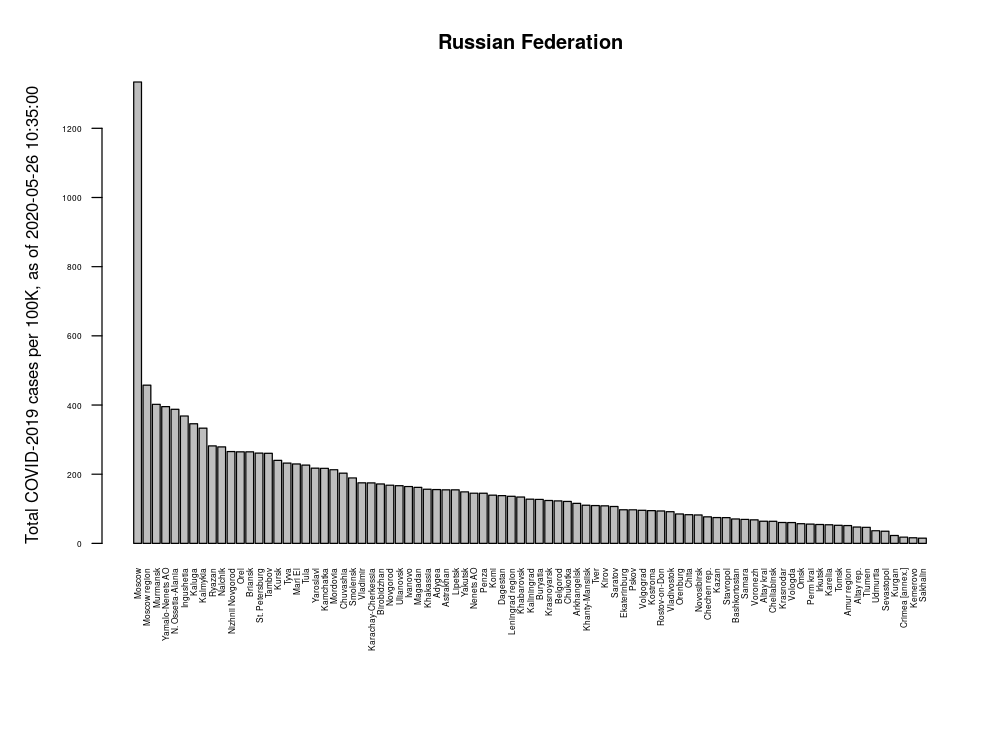 Russian Federation
Total COVID-2019 cases per 100K, as of 2020-05-26 10:35:00
1200
1000
800
600
400
200
0
Moscow
Moscow region
Murmansk
Yamalo-Nenets AO
N.Ossetia-Alania
Ingushetia
Kaluga
Kalmykia
Ryazan
Nalchik
Nizhnii Novgorod
Orel
Briansk
St.Petersburg
Tambov
Kursk
Tyva
Mari El
Tula
Yaroslavl
Kamchatka
Mordovia
Chuvashia
Smolensk
Vladimir
Karachay-Cherkessia
Birobidzhan
Novgorod
Ulianovsk
Ivanovo
Magadan
Khakassia
Adygea
Astrahan
Lipetsk
Yakutsk
Nenets AO
Penza
Komi
Dagestan
Leningrad region
Khabarovsk
Kaliningrad
Buryatia
Krasnoyarsk
Belgorod
Chukotka
Arkhangelsk
Khanty-Mansiisk
Tver
Kirov
Saratov
Ekaterinburg
Pskov
Volgograd
Kostroma
Rostov-on-Don
Vladivostok
Orenburg
Chita
Novosibirsk
Chechen rep.
Kazan
Stavropol
Bashkortostan
Samara
Voronezh
Altay krai
Cheliabinsk
Krasnodar
Vologda
Omsk
Perm krai
Irkutsk
Karelia
Tomsk
Amur region
Altay rep.
Tiumen
Udmurtia
Sevastopol
Kurgan
Crimea [annex.]
Kemerovo
Sakhalin